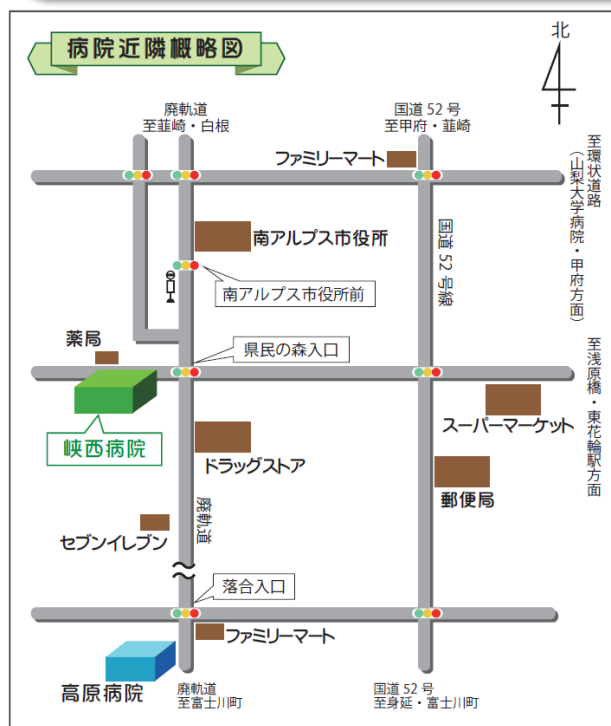 病院近隣概略図
北
廃軌道
至韮崎・白根
国道52号
至甲府・韮崎
ファミリーマート
至環状道路
(山梨大学病院・甲府方面)
南アルプス市役所
国道52号線
南アルプス市役所前
薬局
県民の森入口
至浅原橋・東花輪駅方面
峡西病院
スーパーマーケット
ドラッグストア
郵便局
セブンイレブン
廃軌道
落合入口
ファミリーマート
高原病院
廃軌道
至富士川町
国道52号
至身延・富士川町